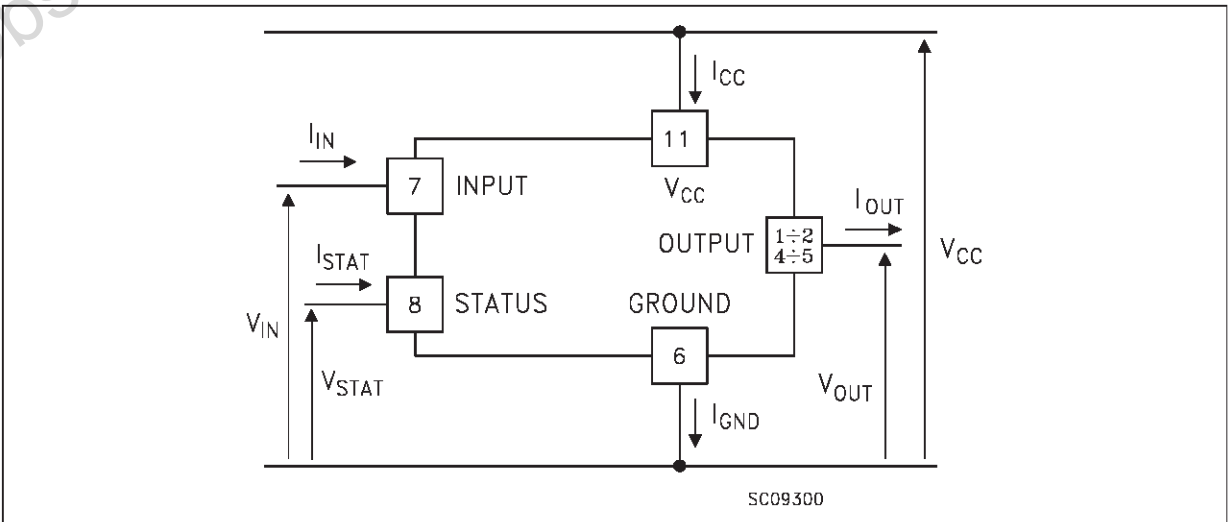 I_CC
11
V_CC
I_IN
7 INPUT
I_OUT
OUTPUT
1÷2
4÷5
V_CC
I_STAT
8 STATUS
GROUND
6
V_IN
V_STAT
V_OUT
I_GND
SC09300